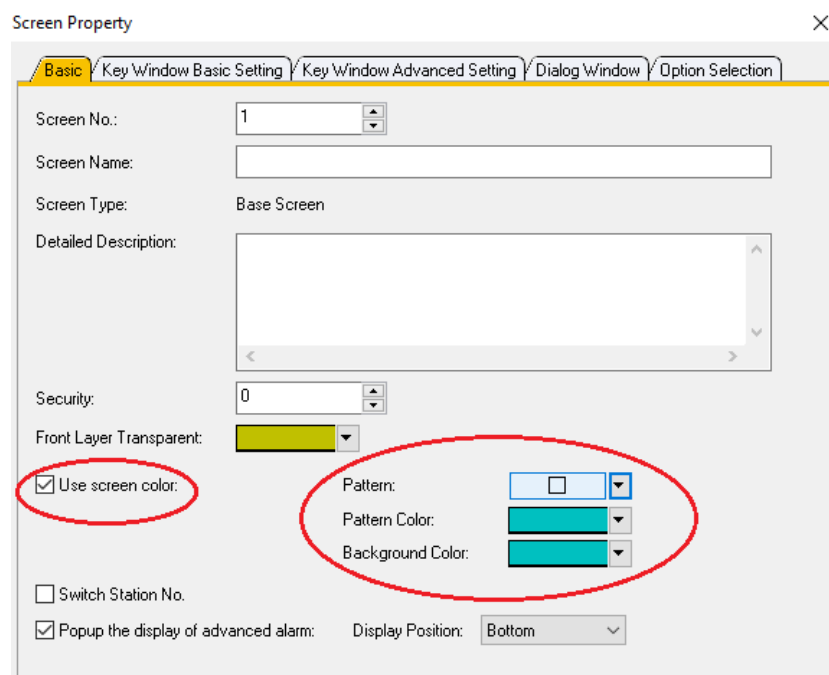 Screen Property
Basic Key Window Basic Setting Key Window Advanced Setting Dialog Window Option Selection
Screen No.: 1
Screen Name:
Screen Type: Base Screen
Detailed Description:
Security: 0
Front Layer Transparent:
Use screen color: Pattern:
Pattern Color:
Background Color:
Switch Station No.
Popup the display of advanced alarm: Display Position: Bottom